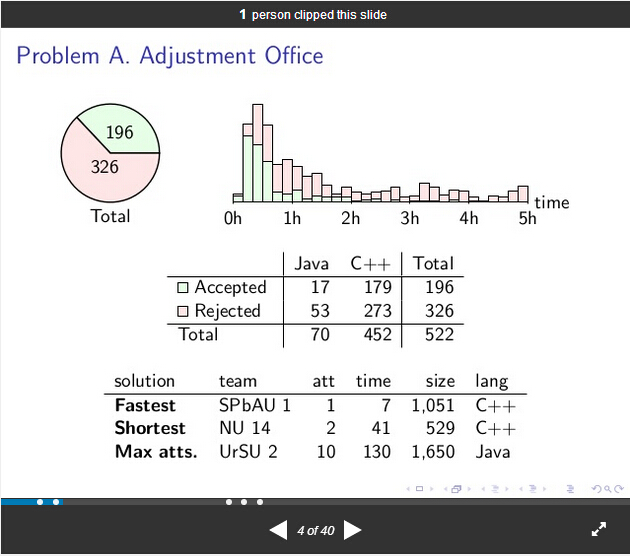 1 person clipped this slide
Problem A. Adjustment Office
196
326
Total
0h 1h 2h 3h 4h 5h time
Java C++ Total
Accepted 17 179 196
Rejected 53 273 326
Total 70 452 522
solution team att time size lang
Fastest SPbAU 1 1 7 1,051 C++
Shortest NU 14 2 41 529 C++
Max atts. UrSU 2 10 130 1,650 Java
4 of 40